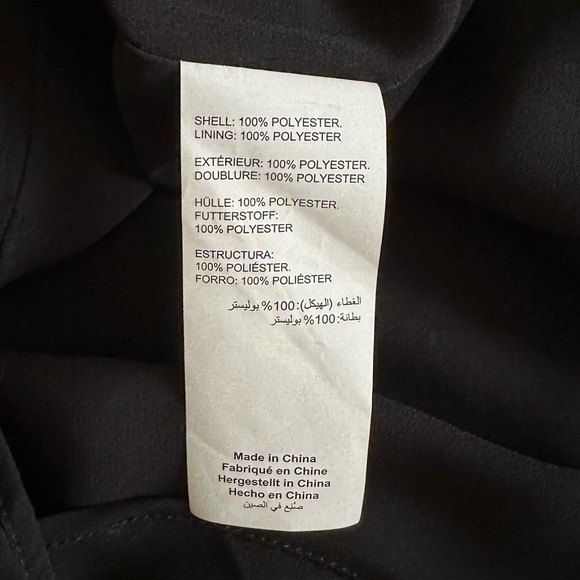 SHELL: 100% POLYESTER.
LINING: 100% POLYESTER
EXTÉRIEUR: 100% POLYESTER.
DOUBLURE: 100% POLYESTER
HÜLLE: 100% POLYESTER.
FUTTERSTOFF:
100% POLYESTER
ESTRUCTURA:
100% POLIÉSTER.
FORRO: 100% POLIÉSTER
الغطاء (الهيكل): 100% بوليستر
بطانة: 100% بوليستر
Made in China
Fabriqué en Chine
Hergestellt in China
Hecho en China
صُنِع في الصين